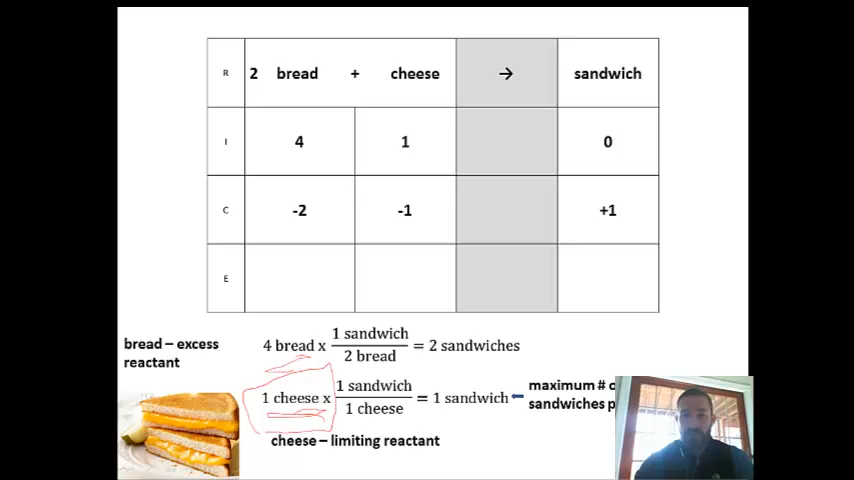 R 2 bread + cheese → sandwich
I 4 1 0
C -2 -1 +1
E
bread – excess
reactant
4 bread x 1 sandwich / 2 bread = 2 sandwiches
1 cheese x 1 sandwich / 1 cheese = 1 sandwich
maximum #
sandwiches
cheese – limiting reactant